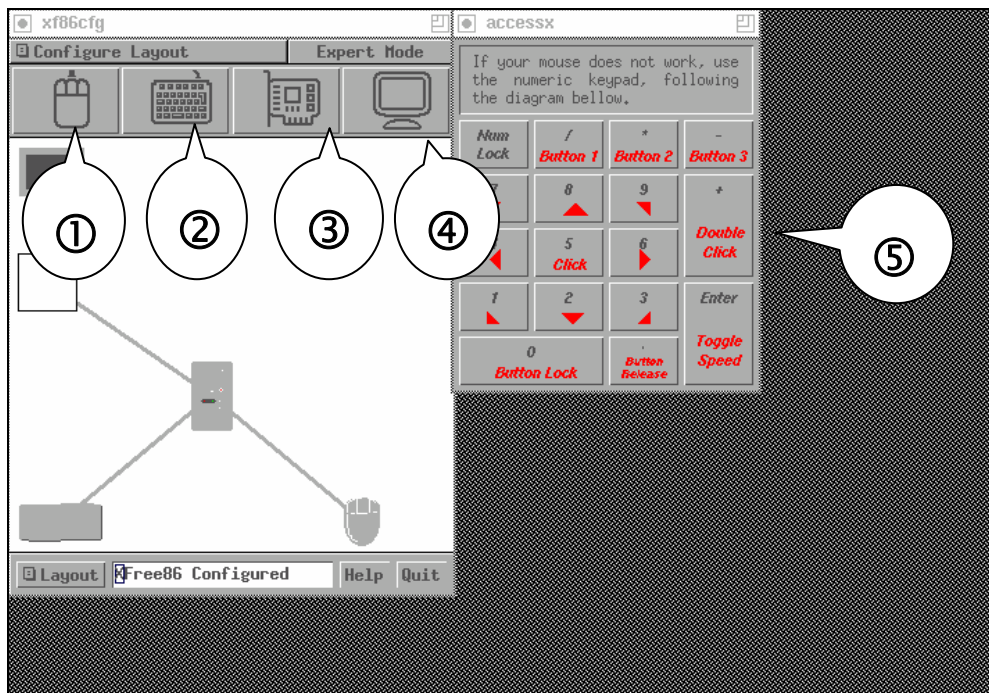 xf86cfg
Configure Layout
Expert Mode
①
②
③
④
Layout
XFree86 Configured
Help
Quit
accessx
If your mouse does not work, use
the numeric keypad, following
the diagram bellow.
Num
Lock
/
Button 1
*
Button 2
-
Button 3
7
8
9
+
Double
Click
5
Click
6
1
2
3
Enter
Toggle
Speed
0
Button Lock
.
Button
Release
⑤